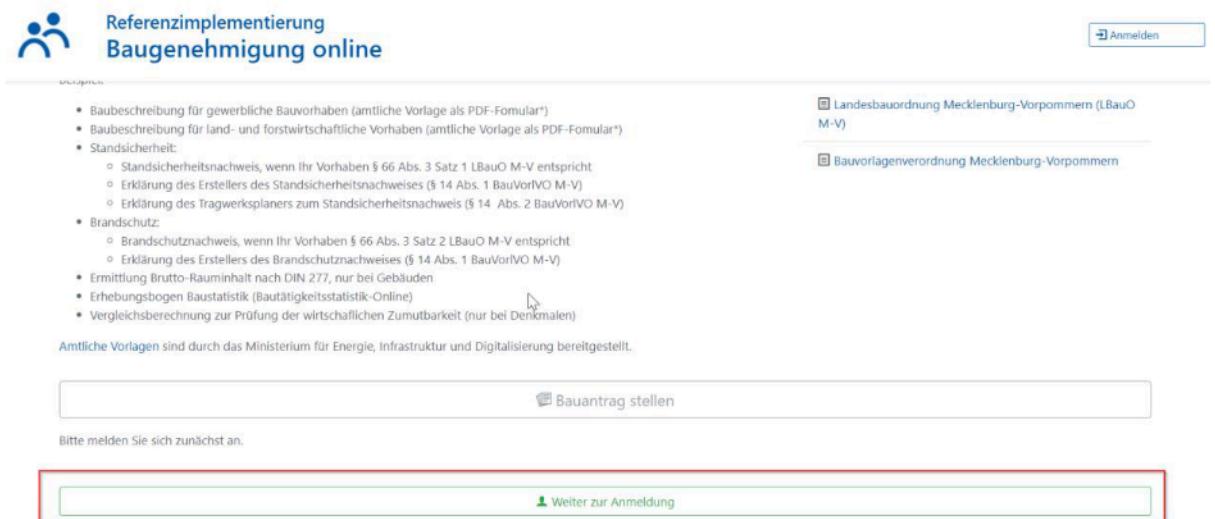 Referenzimplementierung
Baugenehmigung online
Anmelden
Beispiel:
• Baubeschreibung für gewerbliche Bauvorhaben (amtliche Vorlage als PDF-Fomular*)
• Baubeschreibung für land- und forstwirtschaftliche Vorhaben (amtliche Vorlage als PDF-Fomular*)
• Standsicherheit:
○ Standsicherheitsnachweis, wenn Ihr Vorhaben § 66 Abs. 3 Satz 1 LBauO M-V entspricht
○ Erklärung des Erstellers des Standsicherheitsnachweises (§ 14 Abs. 1 BauVorlVO M-V)
○ Erklärung des Tragwerksplaners zum Standsicherheitsnachweis (§ 14 Abs. 2 BauVorlVO M-V)
• Brandschutz:
○ Brandschutznachweis, wenn Ihr Vorhaben § 66 Abs. 3 Satz 2 LBauO M-V entspricht
○ Erklärung des Erstellers des Brandschutznachweises (§ 14 Abs. 1 BauVorlVO M-V)
• Ermittlung Brutto-Rauminhalt nach DIN 277, nur bei Gebäuden
• Erhebungsbogen Baustatistik (Bautätigkeitsstatistik-Online)
• Vergleichsberechnung zur Prüfung der wirtschaflichen Zumutbarkeit (nur bei Denkmalen)
Amtliche Vorlagen sind durch das Ministerium für Energie, Infrastruktur und Digitalisierung bereitgestellt.
Landesbauordnung Mecklenburg-Vorpommern (LBauO
M-V)
Bauvorlagenverordnung Mecklenburg-Vorpommern
Bauantrag stellen
Bitte melden Sie sich zunächst an.
Weiter zur Anmeldung